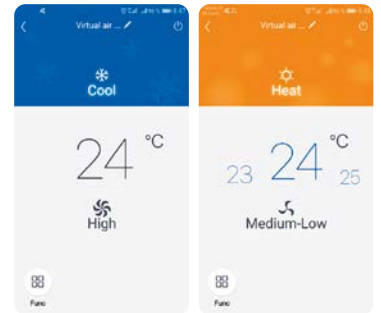 Virtual air ...
Cool
24 °C
High
Func
Virtual air ...
Heat
23 24 °C 25
Medium-Low
Func